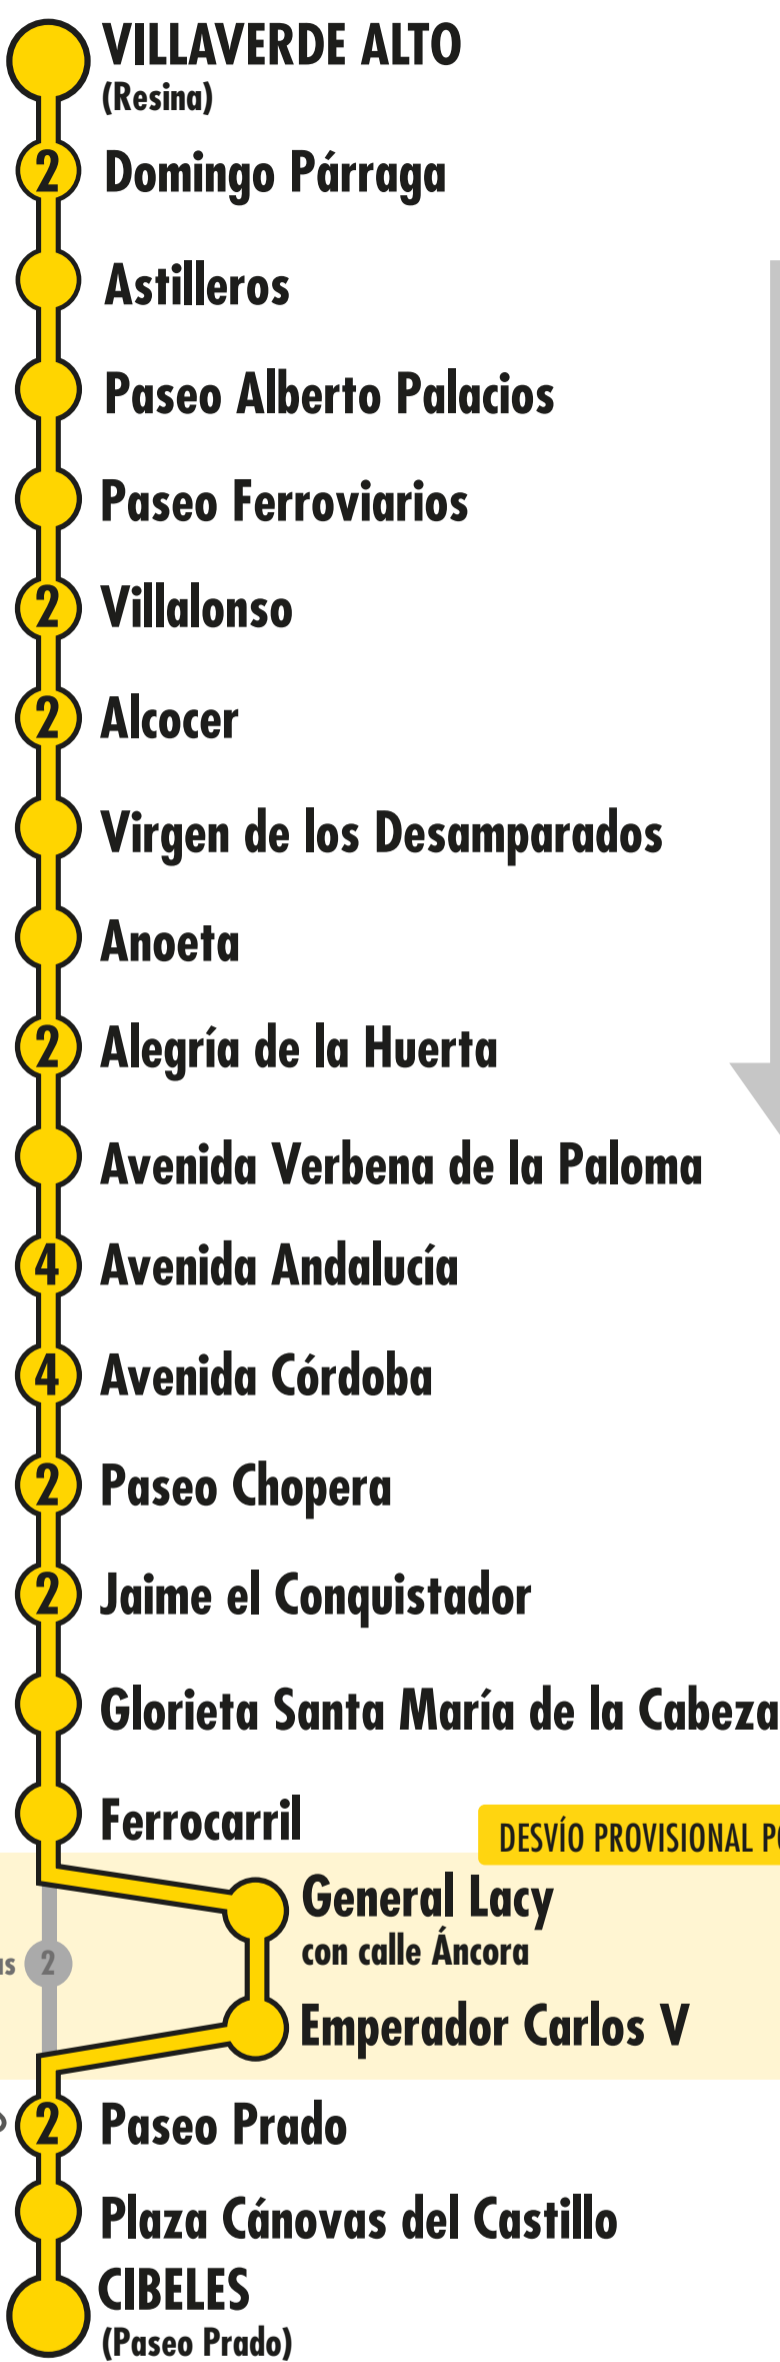 VILLAVERDE ALTO
(Resina)
2 Domingo Párraga
Astilleros
Paseo Alberto Palacios
Paseo Ferroviarios
2 Villalonso
2 Alcocer
Virgen de los Desamparados
Anoeta
2 Alegría de la Huerta
Avenida Verbena de la Paloma
4 Avenida Andalucía
4 Avenida Córdoba
2 Paseo Chopera
2 Jaime el Conquistador
Glorieta Santa María de la Cabeza
Ferrocarril
DESVÍO PROVISIONAL
General Lacy
con calle Áncora
2
Emperador Carlos V
2 Paseo Prado
Plaza Cánovas del Castillo
CIBELES
(Paseo Prado)